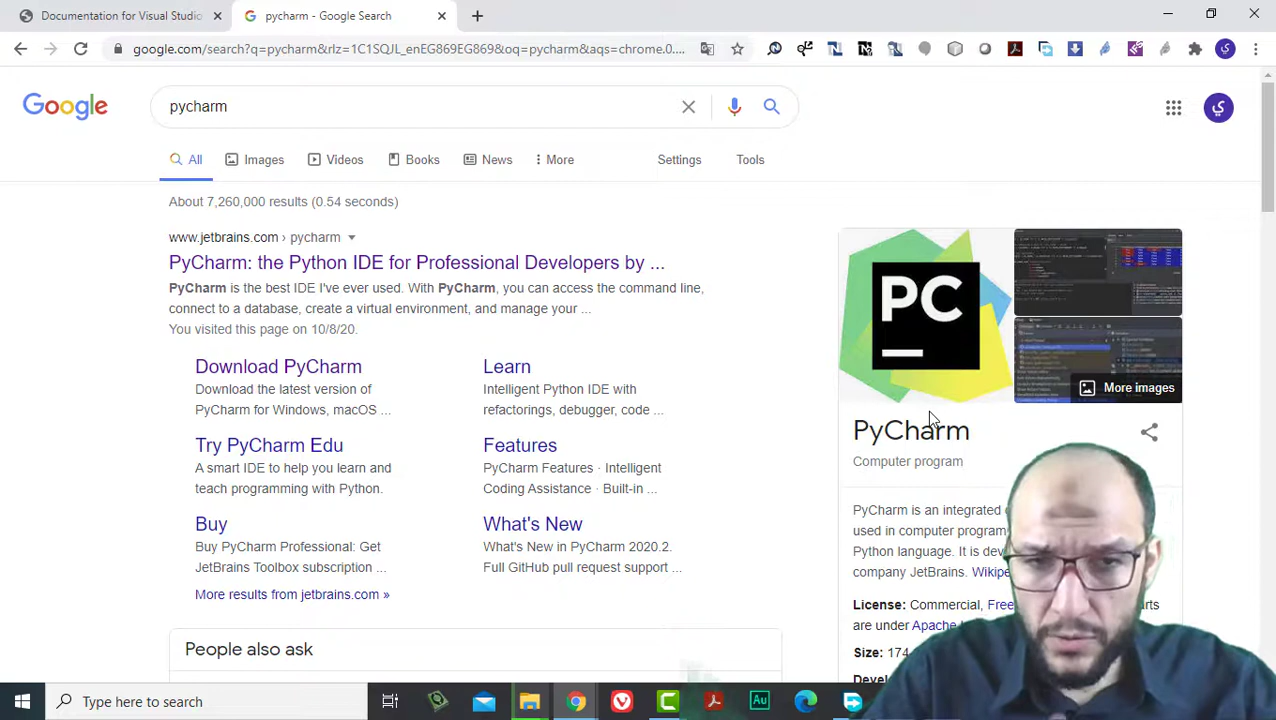 Documentation for Visual Studio
pycharm - Google Search
google.com/search?q=pycharm&rlz=1C1SQJL_enEG869EG869&oq=pycharm&aqs=chrome.0....
ي
Google
pycharm
ي
All
Images
Videos
Books
News
More
Settings
Tools
About 7,260,000 results (0.54 seconds)
www.jetbrains.com › pycharm
PyCharm: the Python IDE for Professional Developers by ...
PyCharm is the best IDE I've ever used. With PyCharm, you can access the command line,
connect to a database, create a virtual environment, and manage your ...
You visited this page on
Download PyCharm
Download the latest version of
PyCharm for Windows, macOS or ...
Learn
PyCharm IDE with
Try PyCharm Edu
A smart IDE to help you learn and
teach programming with Python.
Features
PyCharm Features · Intelligent
Coding Assistance · Built-in ...
Buy
Buy PyCharm Professional: Get
JetBrains Toolbox subscription ...
What's New
What's New in PyCharm 2020.2.
Full GitHub pull request support ...
More results from jetbrains.com »
People also ask
PC
More images
PyCharm
Computer program
PyCharm is an integrated
used in computer program
Python language. It is dev
company JetBrains. Wikipe
License: Commercial, Free
rts
are under Apache
Size: 174
Devel
Type here to search
Au